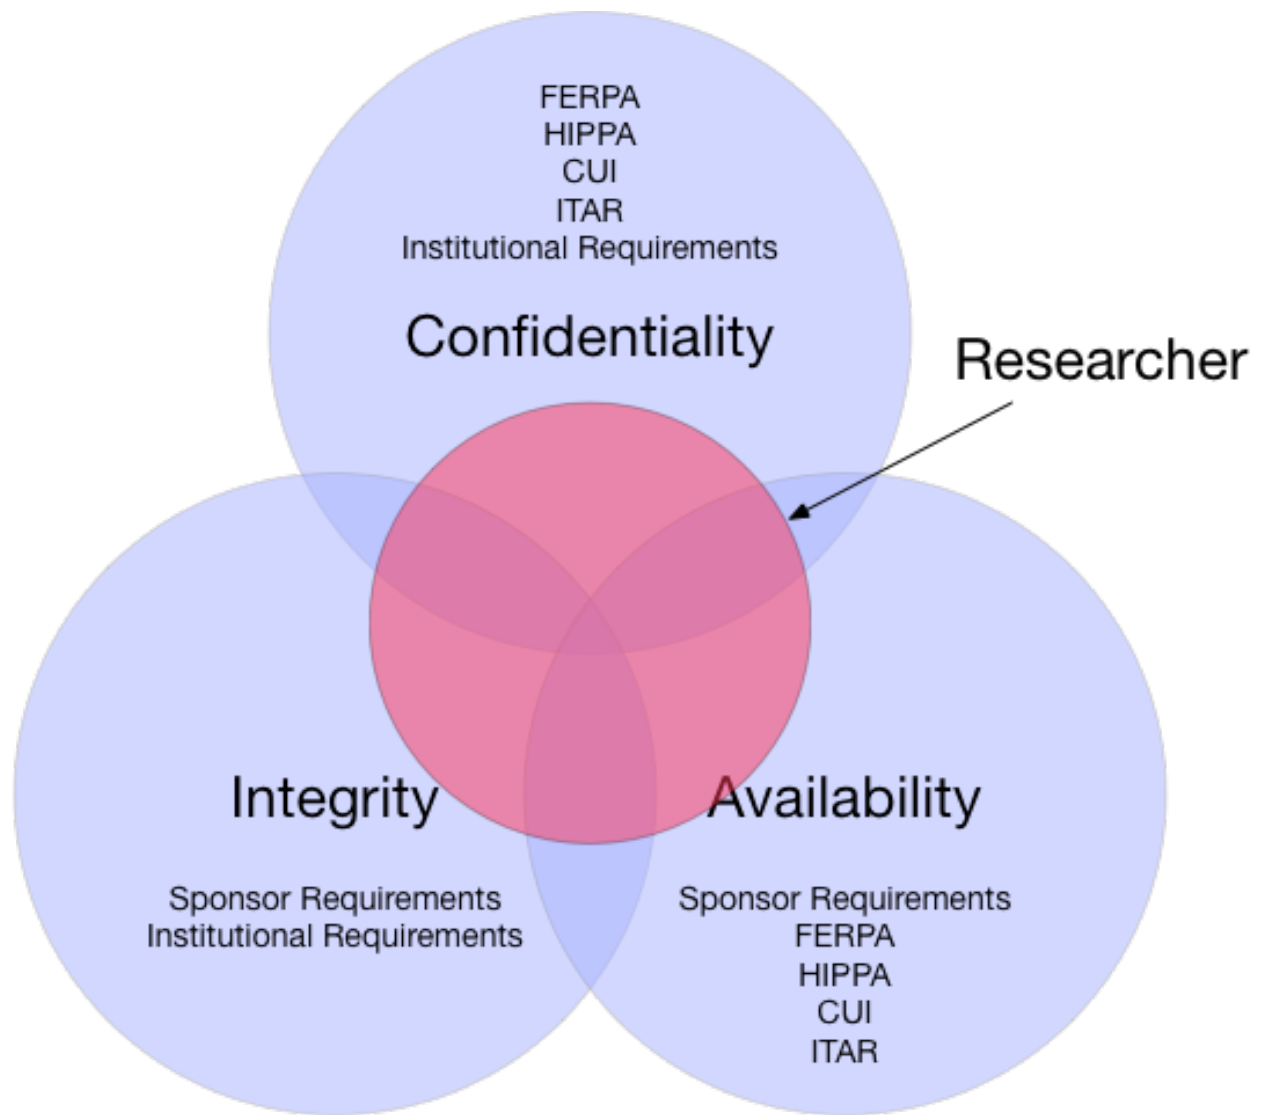 FERPA
HIPPA
CUI
ITAR
Institutional Requirements
Confidentiality
Researcher
Integrity
Sponsor Requirements
Institutional Requirements
Availability
Sponsor Requirements
FERPA
HIPPA
CUI
ITAR